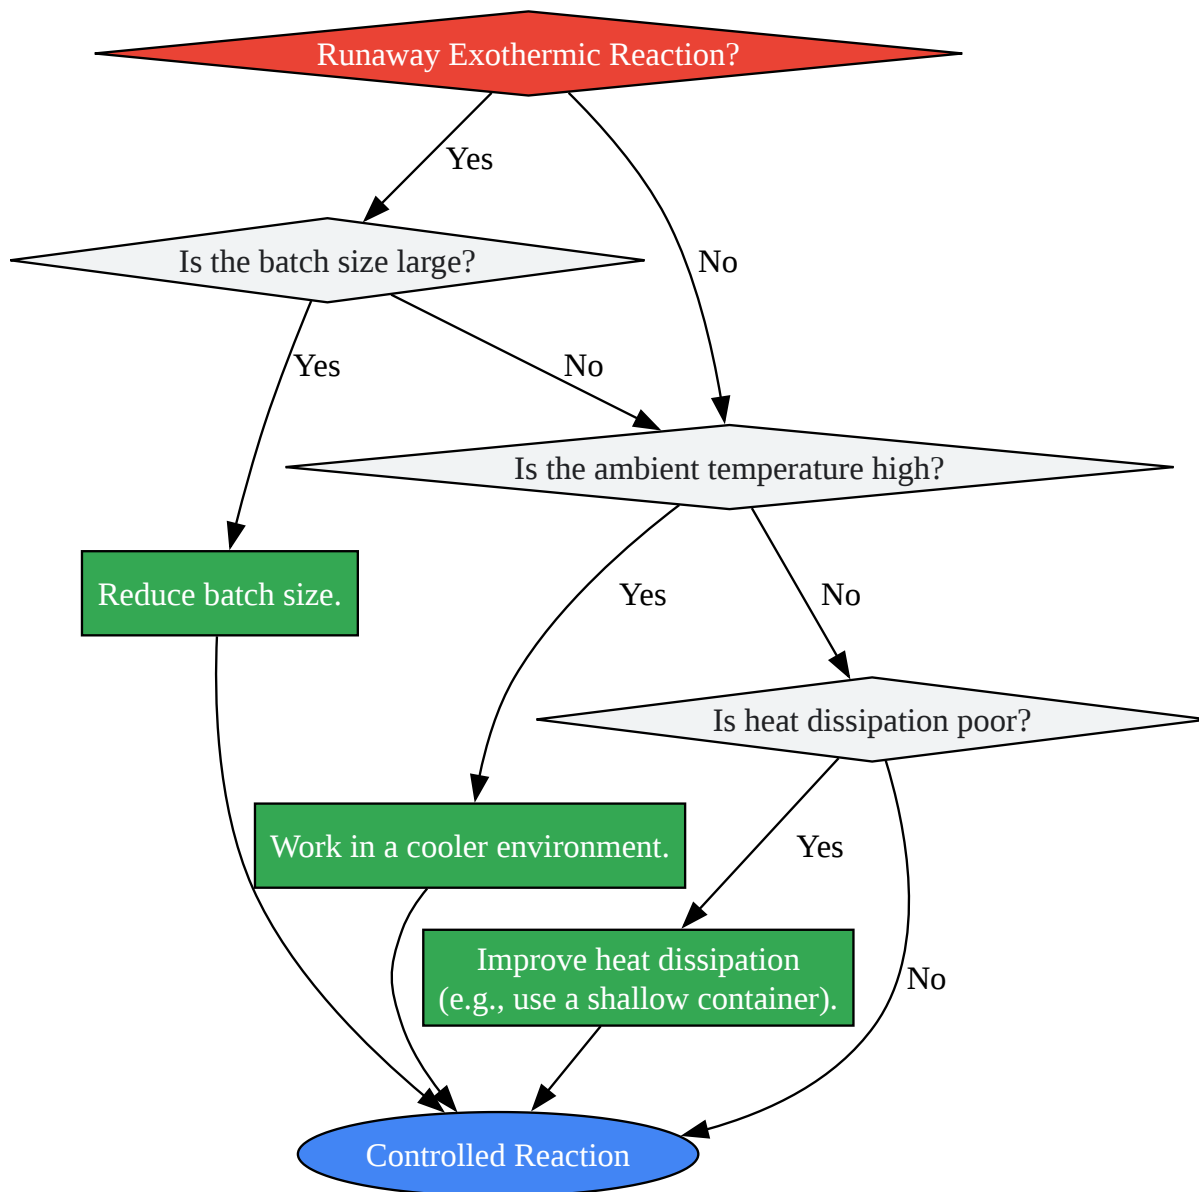 Runaway Exothermic Reaction?
Yes
Is the batch size large?
No
Yes
No
Is the ambient temperature high?
Reduce batch size.
Yes
No
Is heat dissipation poor?
Work in a cooler environment.
Yes
Improve heat dissipation
(e.g., use a shallow container).
No
Controlled Reaction